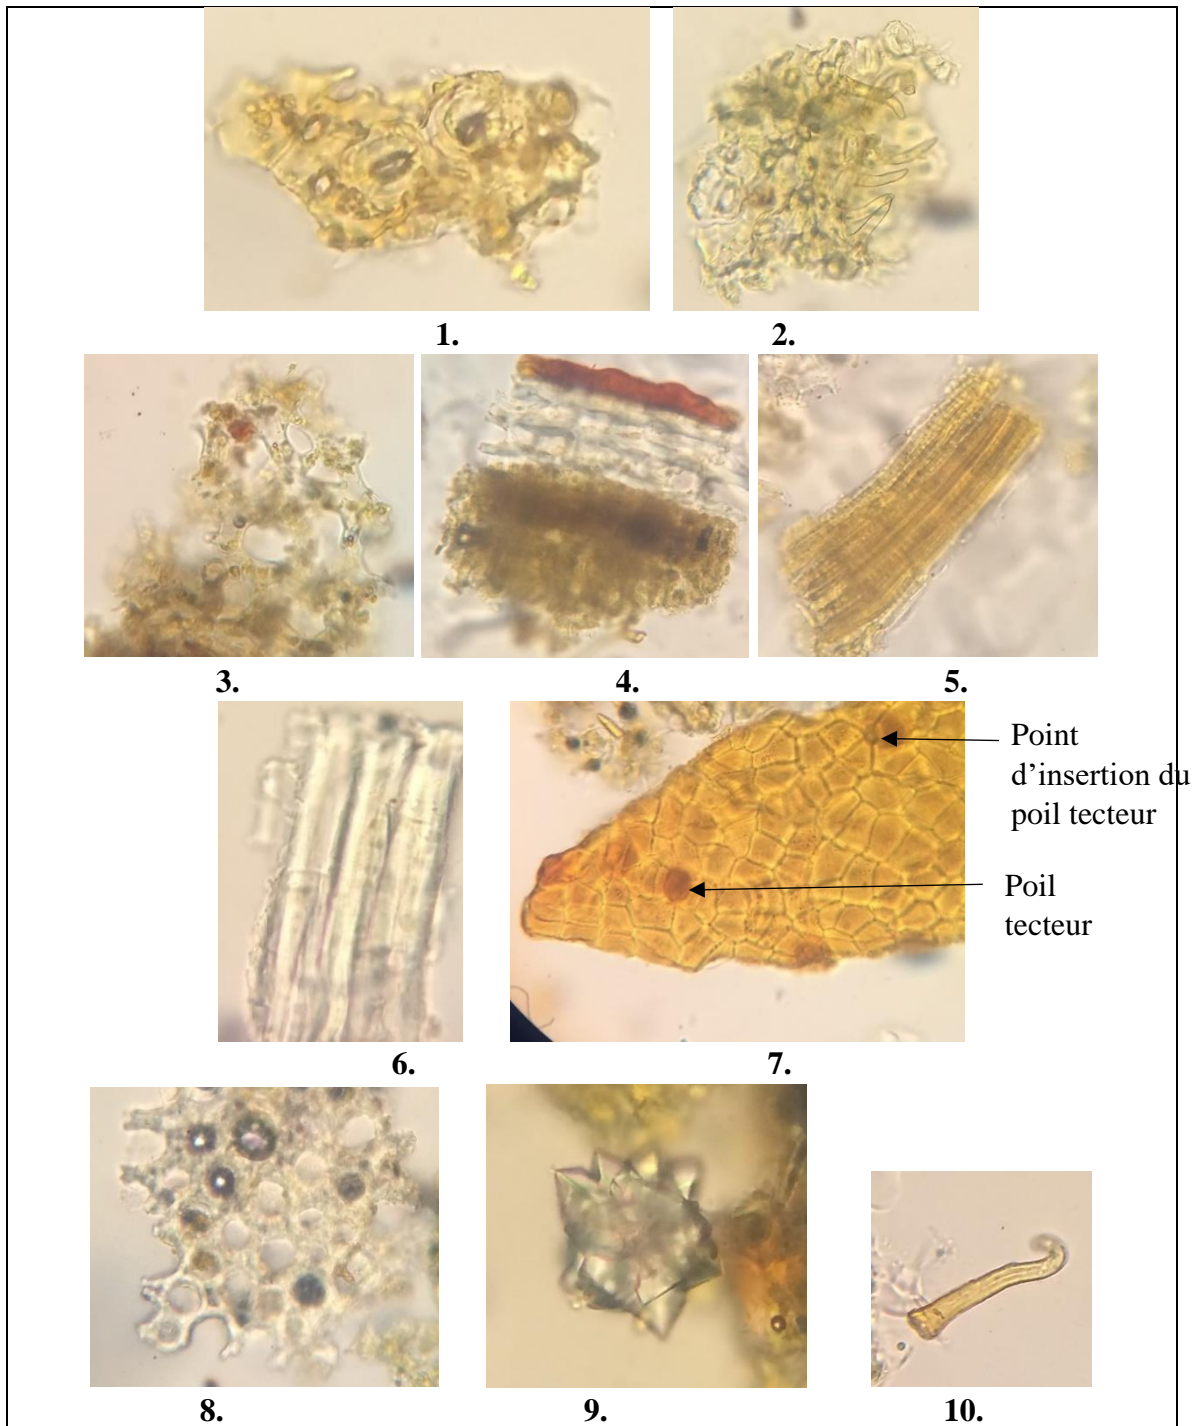 1.
2.
3.
4.
5.
Point
d’insertion du
poil tecteur
Poil
tecteur
6.
7.
8.
9.
10.